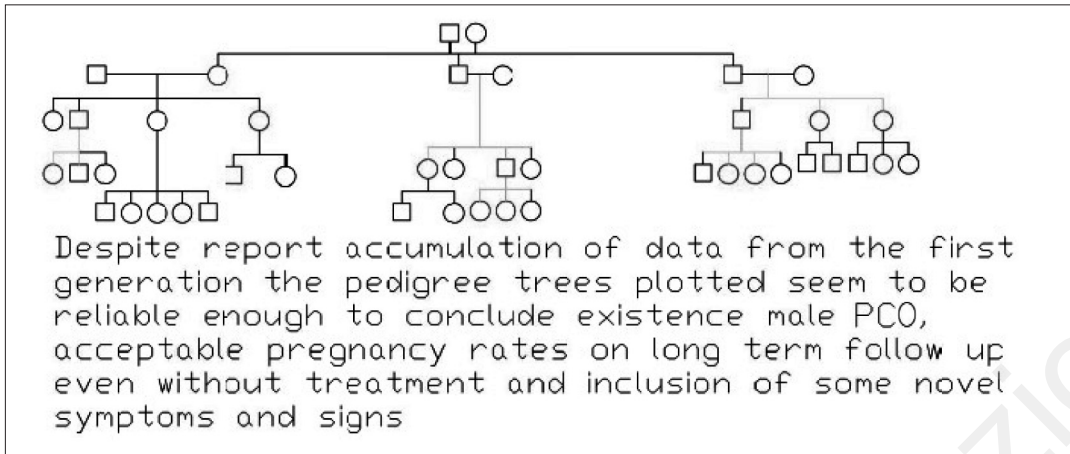 Despite report accumulation of data from the first
generation the pedigree trees plotted seem to be
reliable enough to conclude existence male PCO,
acceptable pregnancy rates on long term follow up
even without treatment and inclusion of some novel
symptoms and signs